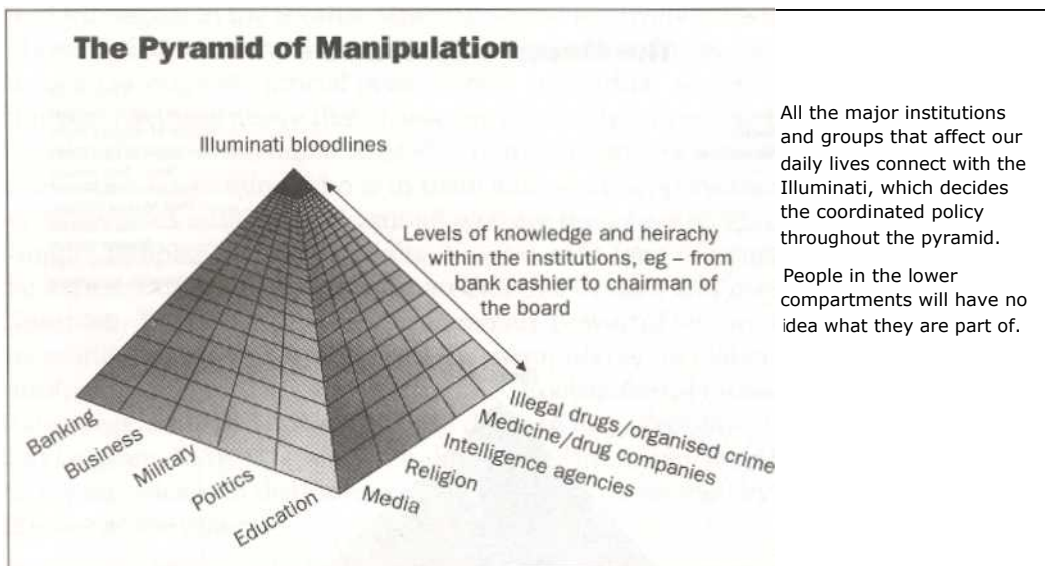 The Pyramid of Manipulation
Illuminati bloodlines
Levels of knowledge and heirachy
within the institutions, eg – from
bank cashier to chairman of
the board
Banking
Business
Military
Politics
Education
Media
Religion
Intelligence agencies
Medicine/drug companies
Illegal drugs/organised crime
All the major institutions
and groups that affect our
daily lives connect with the
Illuminati, which decides
the coordinated policy
throughout the pyramid.
People in the lower
compartments will have no
idea what they are part of.